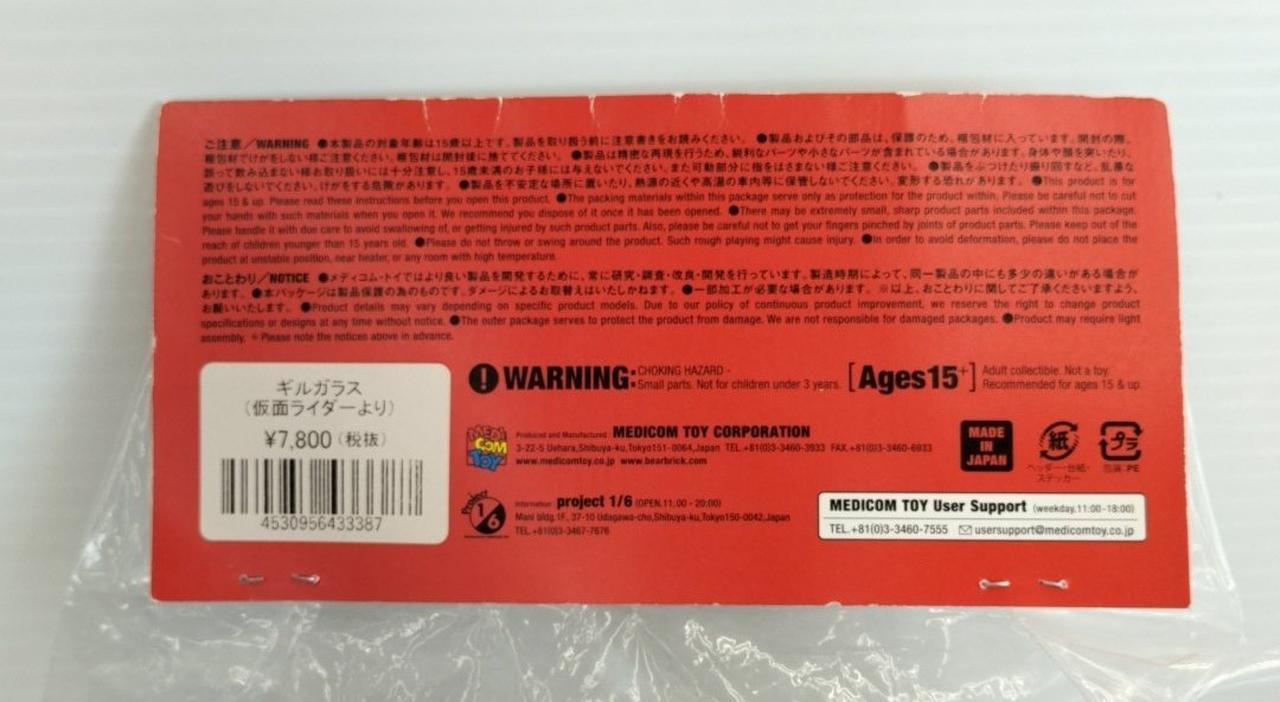 ご注意／WARNING ●本製品の対象年齢は15歳以上です。製品を取り扱う前に注意書きをお読みください。 ●製品およびその部品は、保護のため、梱包材に入っています。開封の際、
梱包材でけがをしない様ご注意ください。梱包材は開封後に捨ててください。 ●製品は精密な再現を行うため、鋭利なパーツや小さなパーツが含まれている場合があります。身体や顔を突いたり、
誤って飲み込まない様お取り扱いには十分注意し、15歳未満のお子様には与えないでください。また可動部分に指をはさまない様ご注意ください。 ●製品をぶつけたり振り回すなど、乱暴な
遊びをしないでください。けがをする危険があります。 ●製品を不安定な場所に置いたり、熱源の近くや高温の車内等に保管しないでください。変形する恐れがあります。 ●This product is for
ages 15 & up. Please read these instructions before you open this product. ●The packing materials within this package serve only as protection for the product within. Please be careful not to cut
your hands with such materials when you open it. We recommend you dispose of it once it has been opened. ●There may be extremely small, sharp product parts included within this package.
Please handle it with due care to avoid swallowing of, or getting injured by such product parts. Also, please be careful not to get your fingers pinched by joints of product parts. Please keep out of the
reach of children younger than 15 years old. ●Please do not throw or swing around the product. Such rough playing might cause injury. ●In order to avoid deformation, please do not place the
product at unstable position, near heater, or any room with high temperature.
おことわり／NOTICE ●メディコム・トイではより良い製品を開発するために、常に研究・調査・改良・開発を行っています。製造時期によって、同一製品の中にも多少の違いがある場合が
あります。●本パッケージは製品保護の為のものです。ダメージによるお取替えはいたしかねます。 ●一部加工が必要な場合があります。 ※以上、おことわりに関してご了承くださいますよう、
お願いいたします。 ●Product details may vary depending on specific product models. Due to our policy of continuous product improvement, we reserve the right to change product
specifications or designs at any time without notice. ●The outer package serves to protect the product from damage. We are not responsible for damaged packages. ●Product may require light
assembly. ＊Please note the notices above in advance.
ギルガラス
（仮面ライダーより）
¥7,800（税抜）
4530956433387
! WARNING: CHOKING HAZARD -
Small parts. Not for children under 3 years.
[Ages15+] Adult collectible. Not a toy.
Recommended for ages 15 & up
MEDI
COM
TOY
Produced and Manufactured: MEDICOM TOY CORPORATION
3-22-5 Uehara,Shibuya-ku,Tokyo151-0064,Japan TEL.+81(0)3-3460-3933 FAX.+81(0)3-3460-6933
www.medicomtoy.co.jp www.bearbrick.com
MADE
IN
JAPAN
紙
ヘッダー・台紙・
ステッカー
プラ
包装:PE
Project
1/6
Information: project 1/6 (OPEN.11:00 - 20:00)
Mani bldg.1F, 37-10 Udagawa-cho,Shibuya-ku,Tokyo150-0042,Japan
TEL.+81(0)3-3467-7676
MEDICOM TOY User Support (weekday.11:00-18:00)
TEL.+81(0)3-3460-7555 usersupport@medicomtoy.co.jp